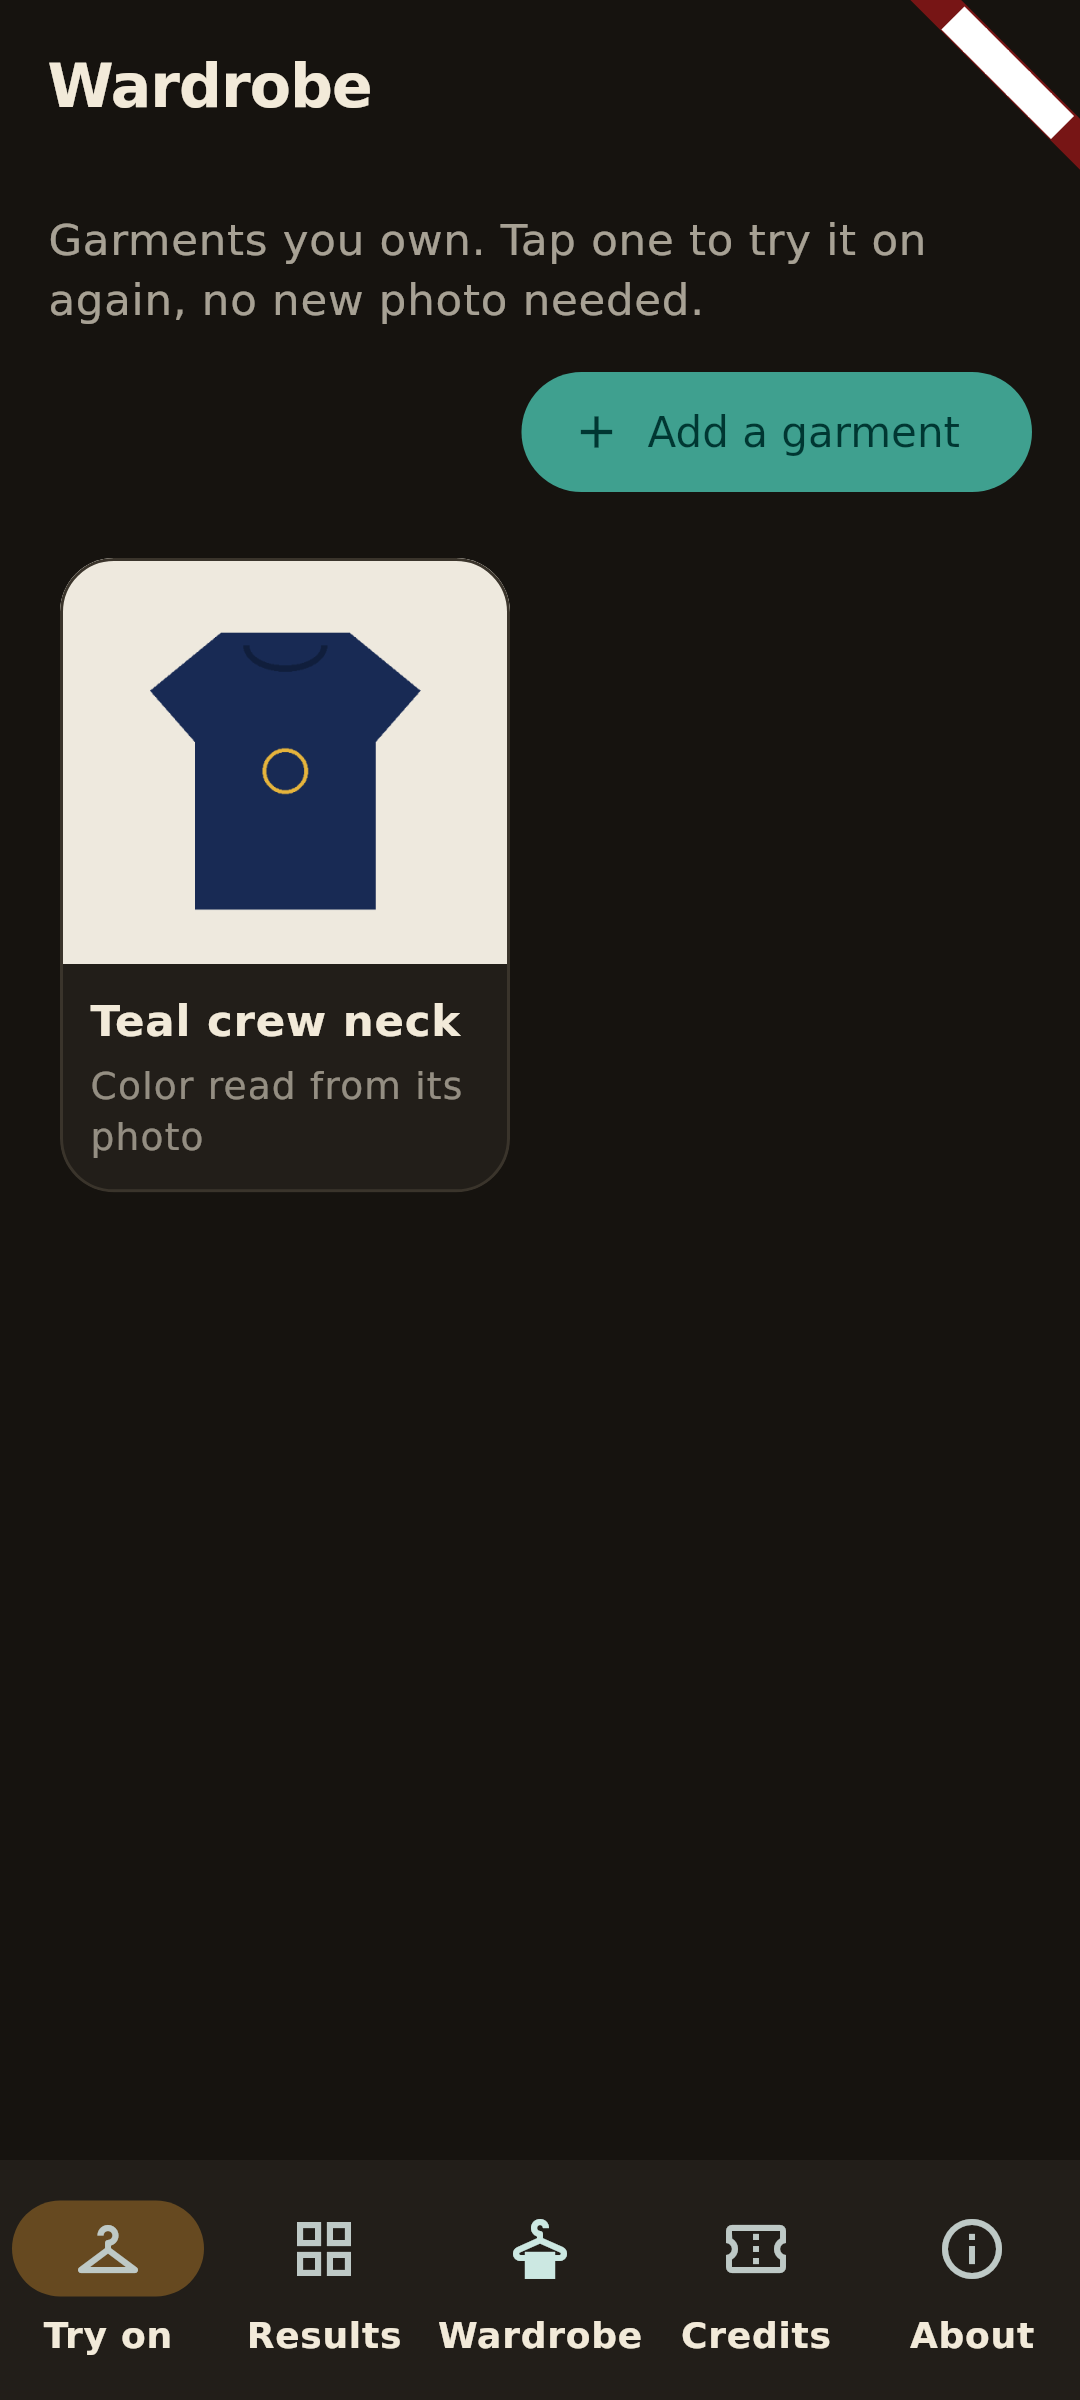 Wardrobe
Garments you own. Tap one to try it on
again, no new photo needed.
Add a garment
Teal crew neck
Color read from its
photo
Try on
Results
Wardrobe
Credits
About